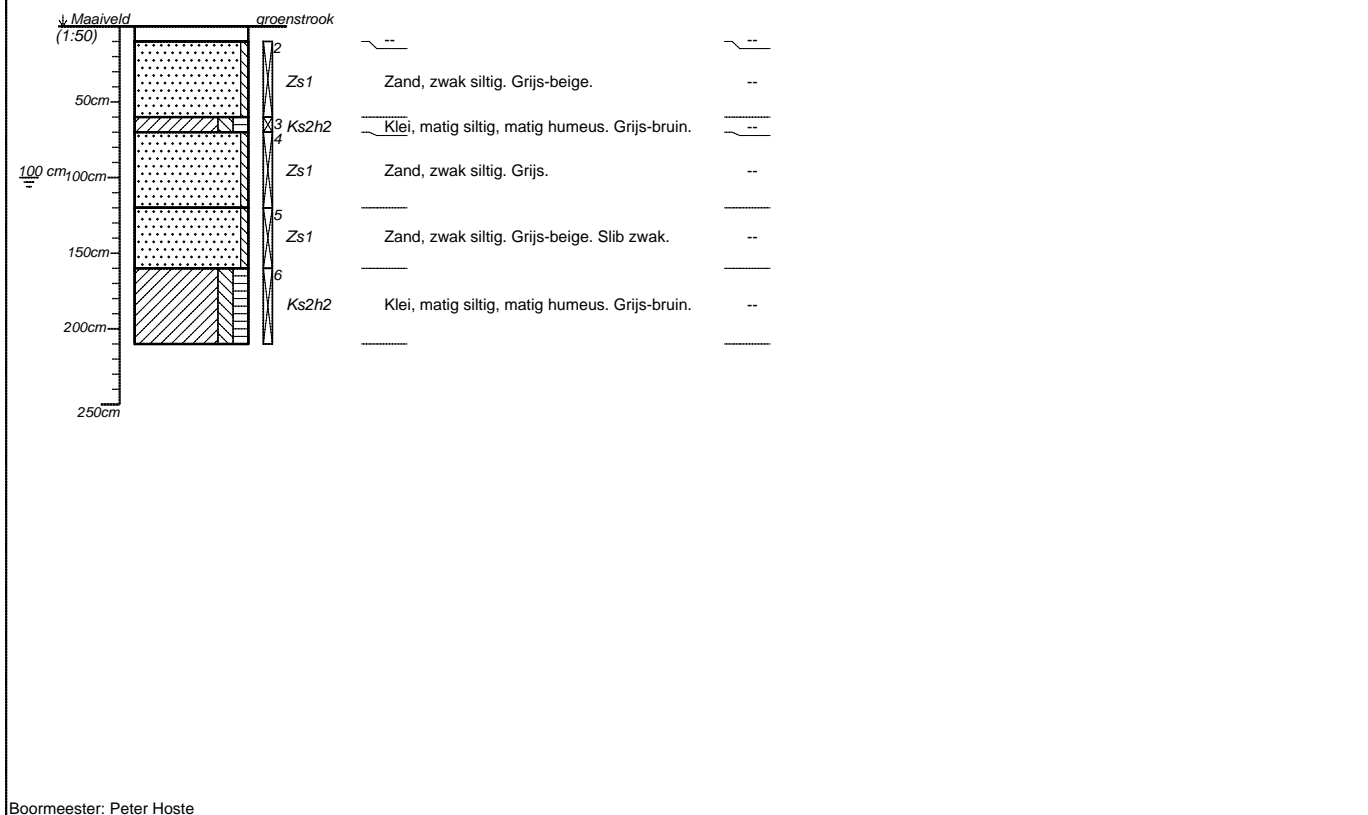 Maaiveld groenstrook
(1:50)
-- --
2
Zs1 Zand, zwak siltig. Grijs-beige. --
50cm
3 Ks2h2 Klei, matig siltig, matig humeus. Grijs-bruin. --
4
100 cm 100cm Zs1 Zand, zwak siltig. Grijs. --
5
Zs1 Zand, zwak siltig. Grijs-beige. Slib zwak. --
150cm
6
Ks2h2 Klei, matig siltig, matig humeus. Grijs-bruin. --
200cm
250cm
Boormeester: Peter Hoste